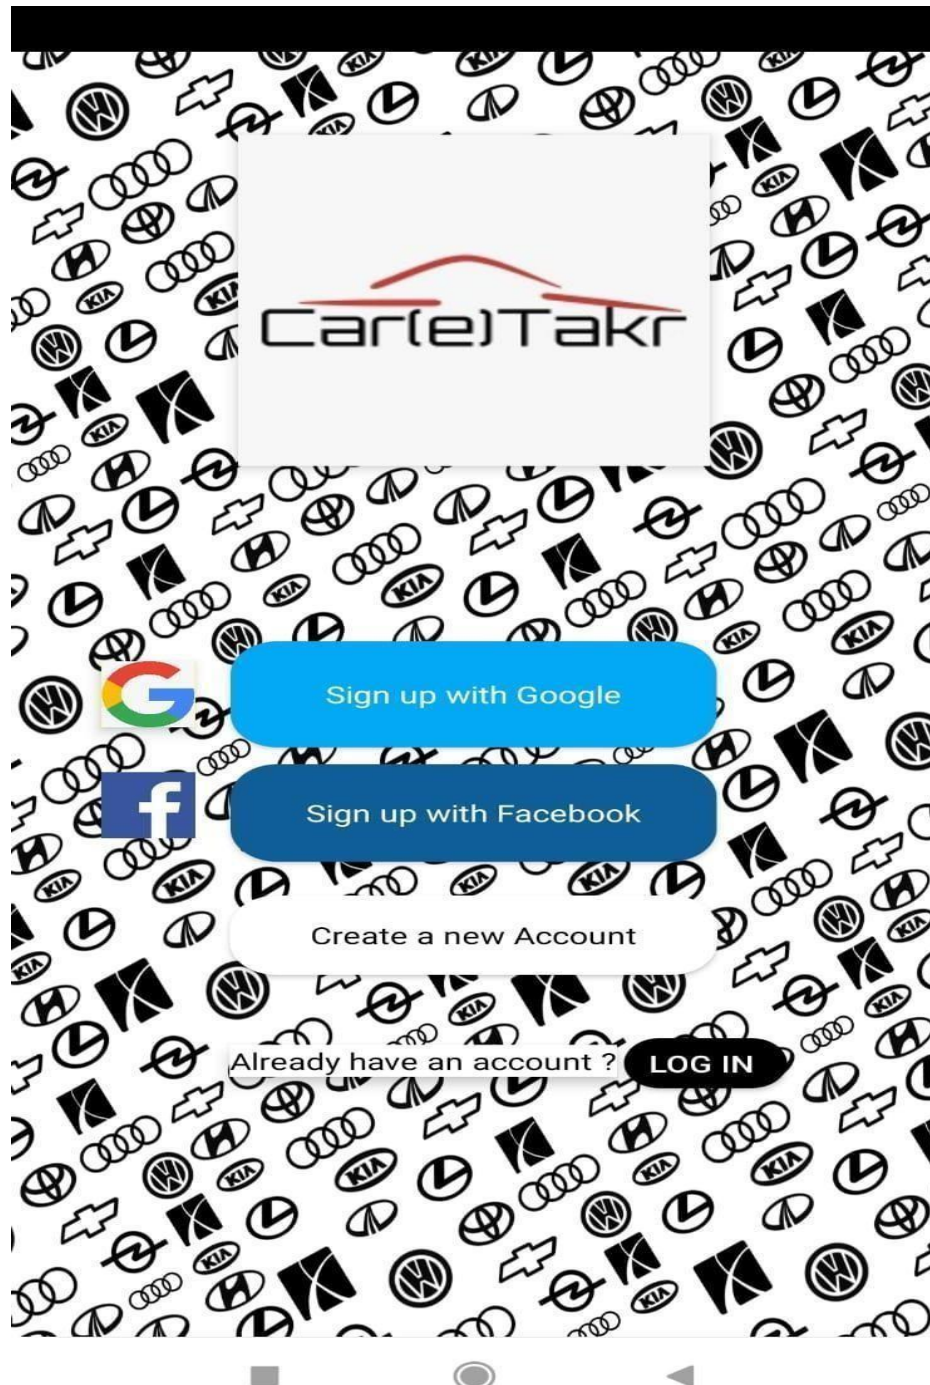 Car(e)Takr
Sign up with Google
Sign up with Facebook
Create a new Account
Already have an account ? LOG IN
KIA